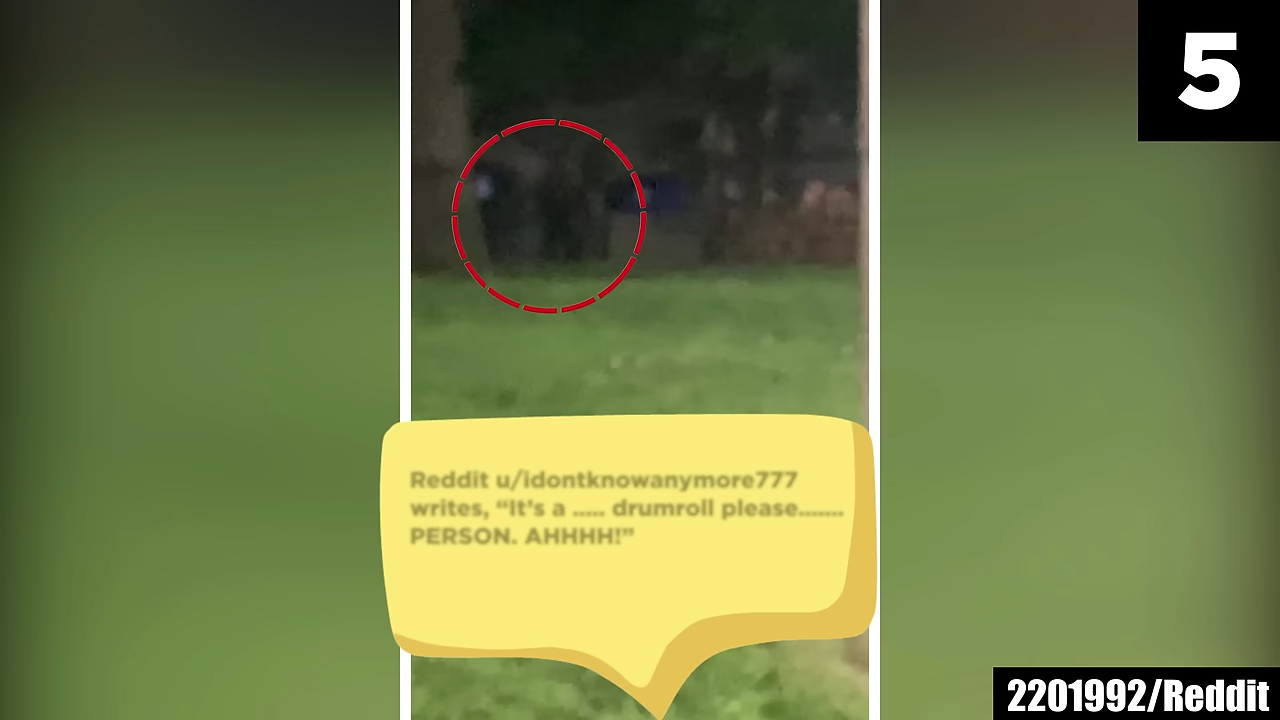 5
Reddit u/idontknowanymore777
writes, “It's a ..... drumroll please.......
PERSON. AHHHH!”
2201992/Reddit